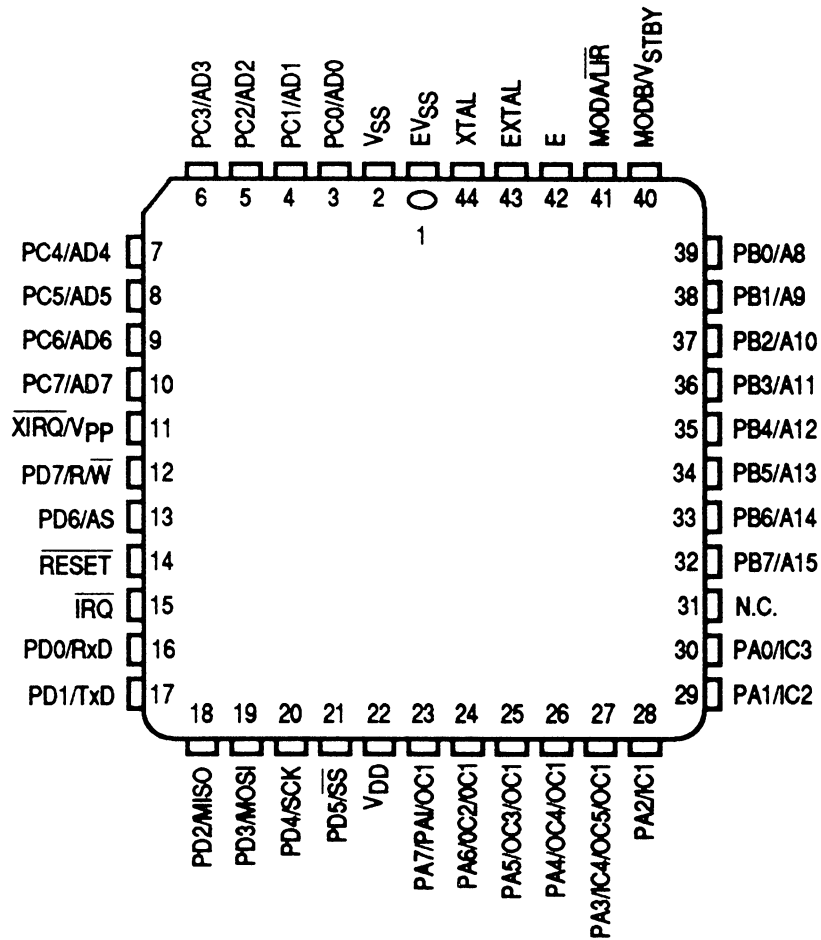 PC3/AD3
PC2/AD2
PC1/AD1
PC0/AD0
VSS
EVSS
XTAL
EXTAL
E
MODA/LIR
MODB/VSTBY
6
5
4
3
2
1
44
43
42
41
40
PC4/AD4 7
PC5/AD5 8
PC6/AD6 9
PC7/AD7 10
XIRQ/VPP 11
PD7/R/W 12
PD6/AS 13
RESET 14
IRQ 15
PD0/RxD 16
PD1/TxD 17
39 PB0/A8
38 PB1/A9
37 PB2/A10
36 PB3/A11
35 PB4/A12
34 PB5/A13
33 PB6/A14
32 PB7/A15
31 N.C.
30 PA0/IC3
29 PA1/IC2
18
19
20
21
22
23
24
25
26
27
28
PD2/MISO
PD3/MOSI
PD4/SCK
PD5/SS
VDD
PA7/PAI/OC1
PA6/OC2/OC1
PA5/OC3/OC1
PA4/OC4/OC1
PA3/IC4/OC5/OC1
PA2/IC1